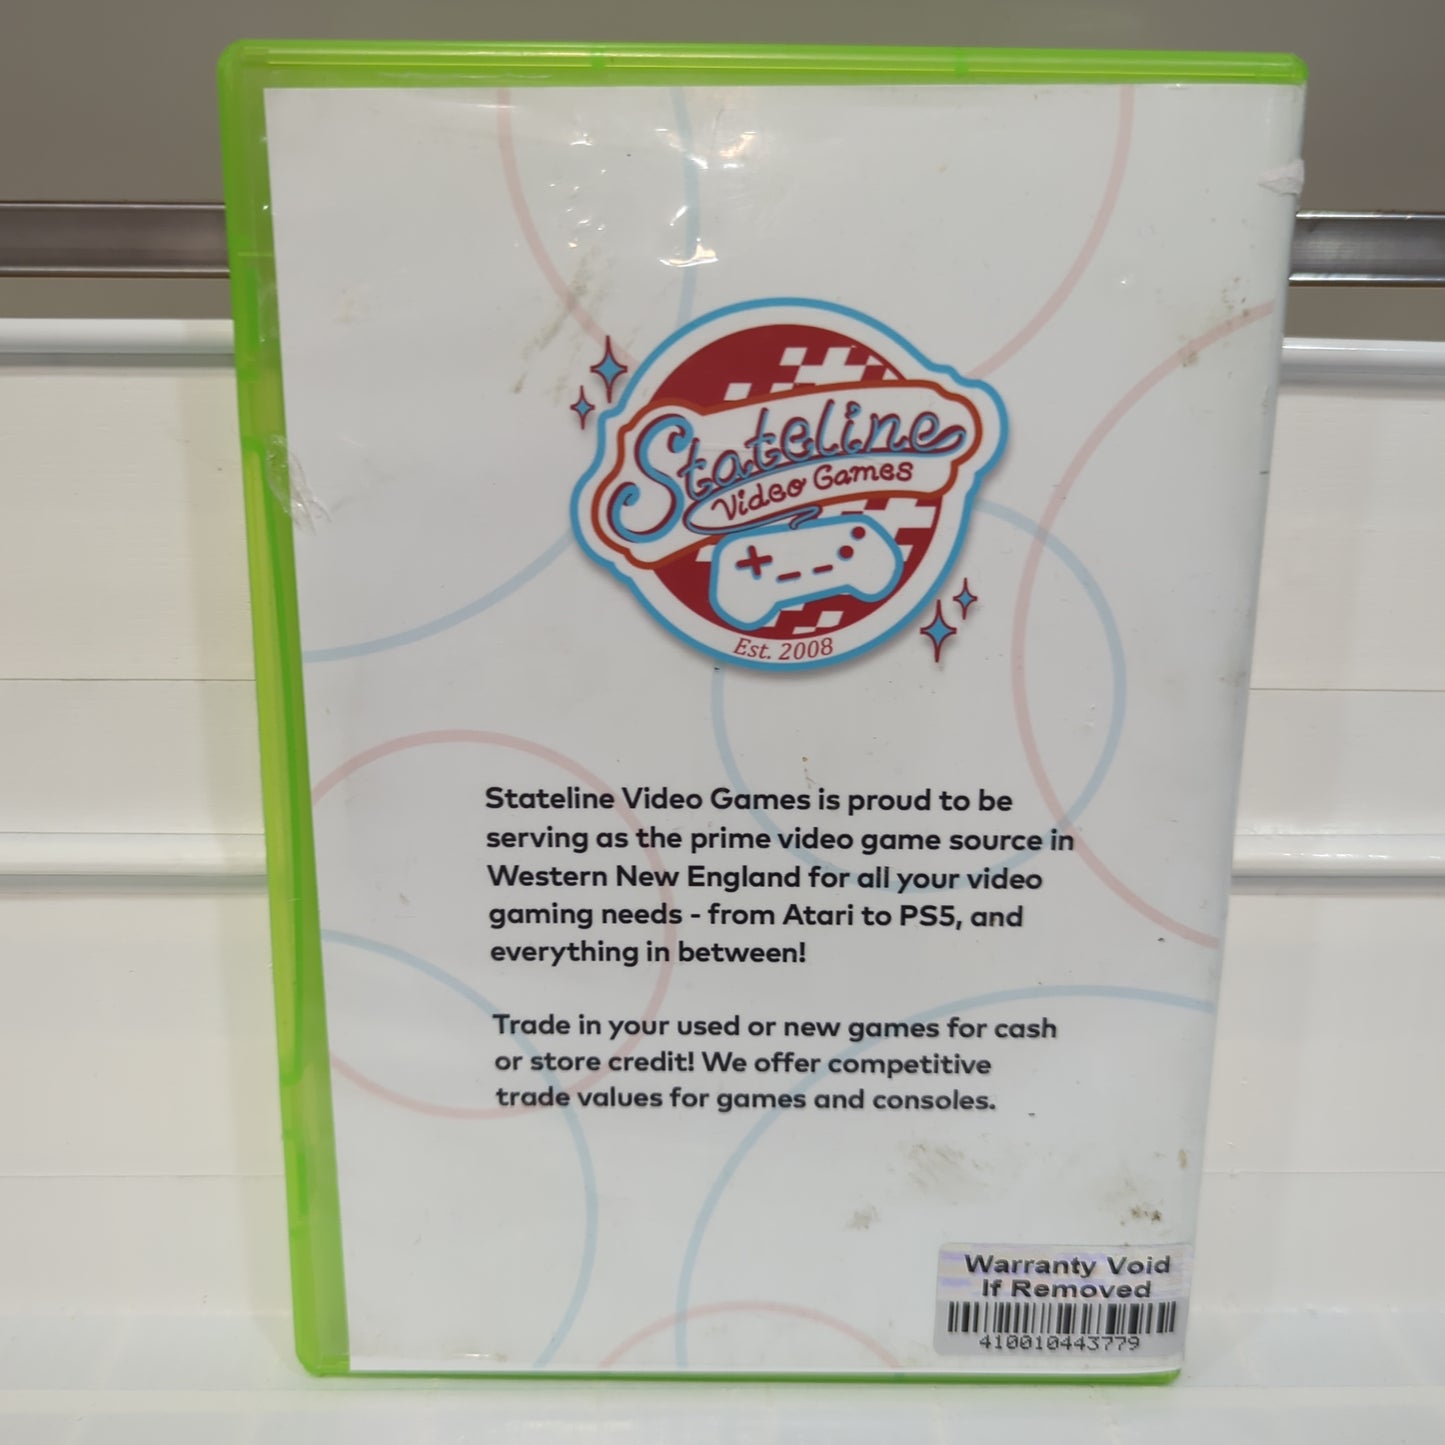 Stateline
Video Games
Est. 2008
Stateline Video Games is proud to be
serving as the prime video game source in
Western New England for all your video
gaming needs - from Atari to PS5, and
everything in between!
Trade in your used or new games for cash
or store credit! We offer competitive
trade values for games and consoles.
Warranty Void
If Removed
410010443779